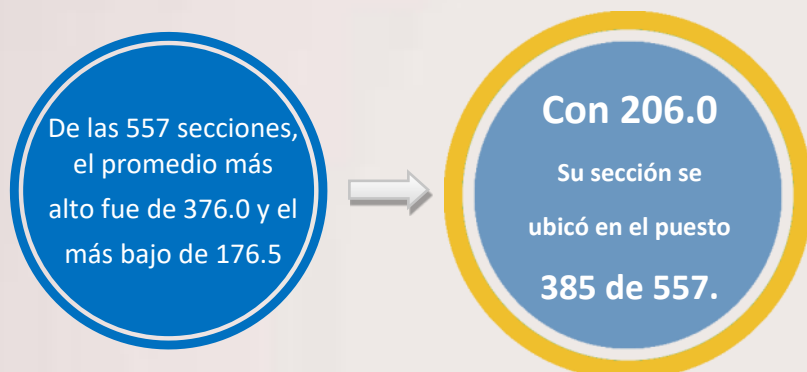 De las 557 secciones,
el promedio más
alto fue de 376.0 y el
más bajo de 176.5
Con 206.0
Su sección se
ubicó en el puesto
385 de 557.